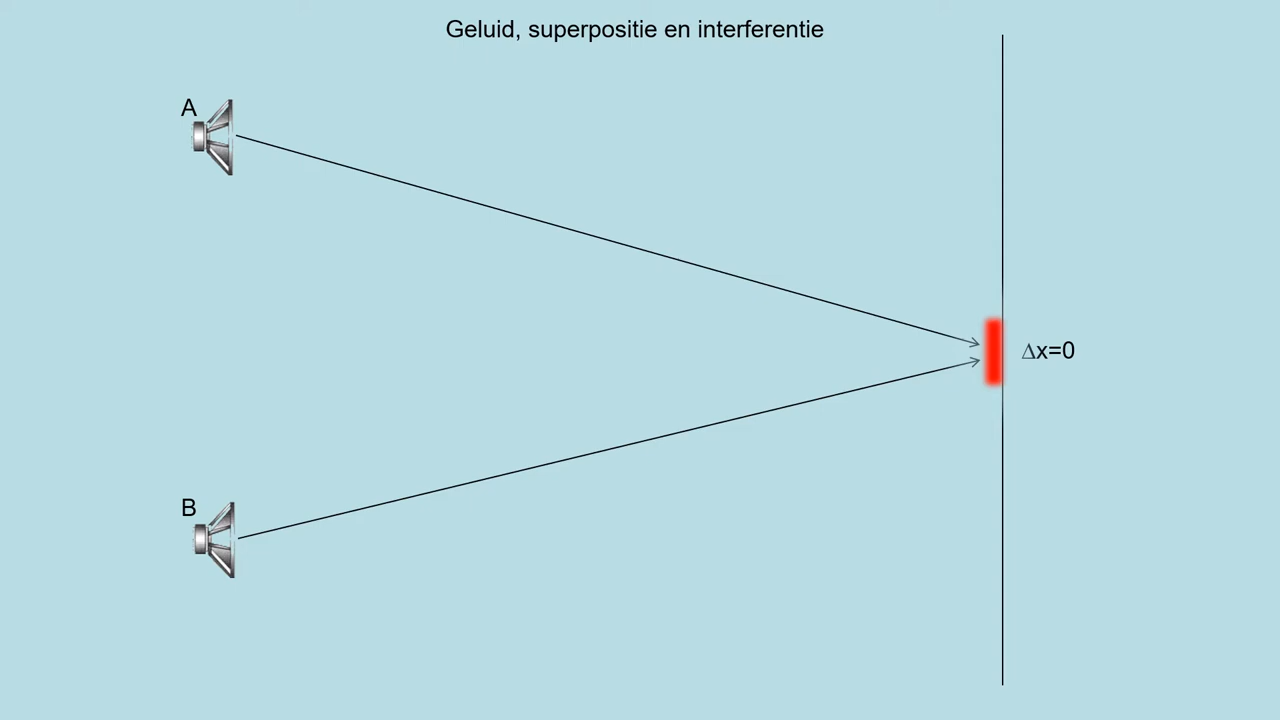 Geluid, superpositie en interferentie
A
Δx=0
B